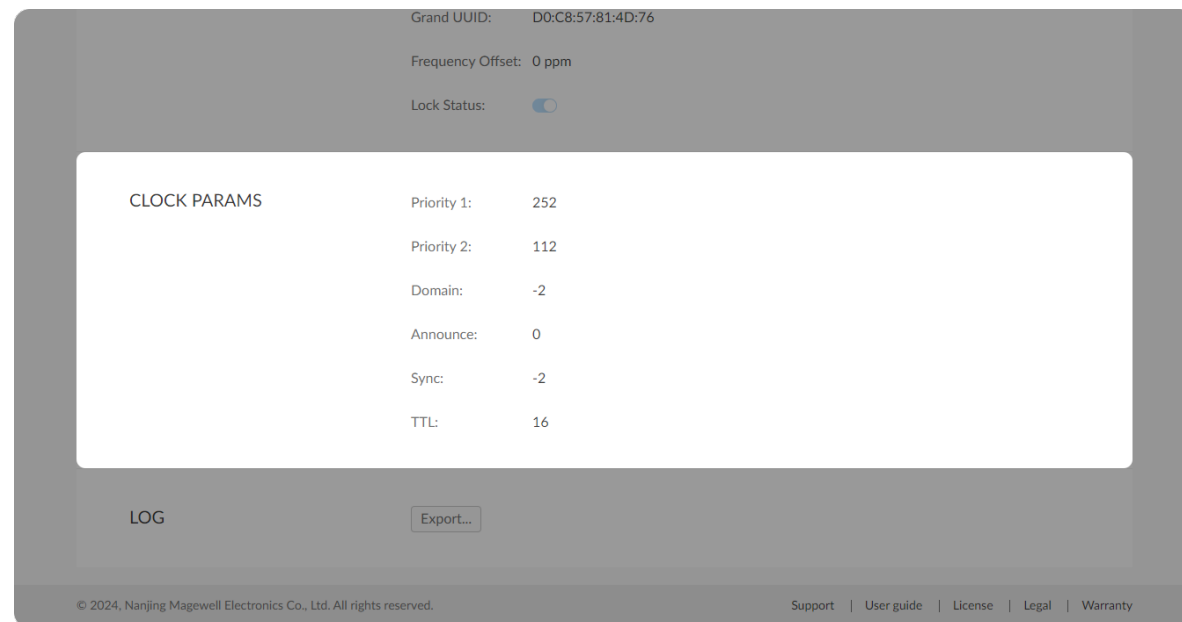 Grand UUID: D0:C8:57:81:4D:76
Frequency Offset: 0 ppm
Lock Status:
CLOCK PARAMS
Priority 1: 252
Priority 2: 112
Domain: -2
Announce: 0
Sync: -2
TTL: 16
LOG
Export...
© 2024, Nanjing Magewell Electronics Co., Ltd. All rights reserved.
Support | User guide | License | Legal | Warranty